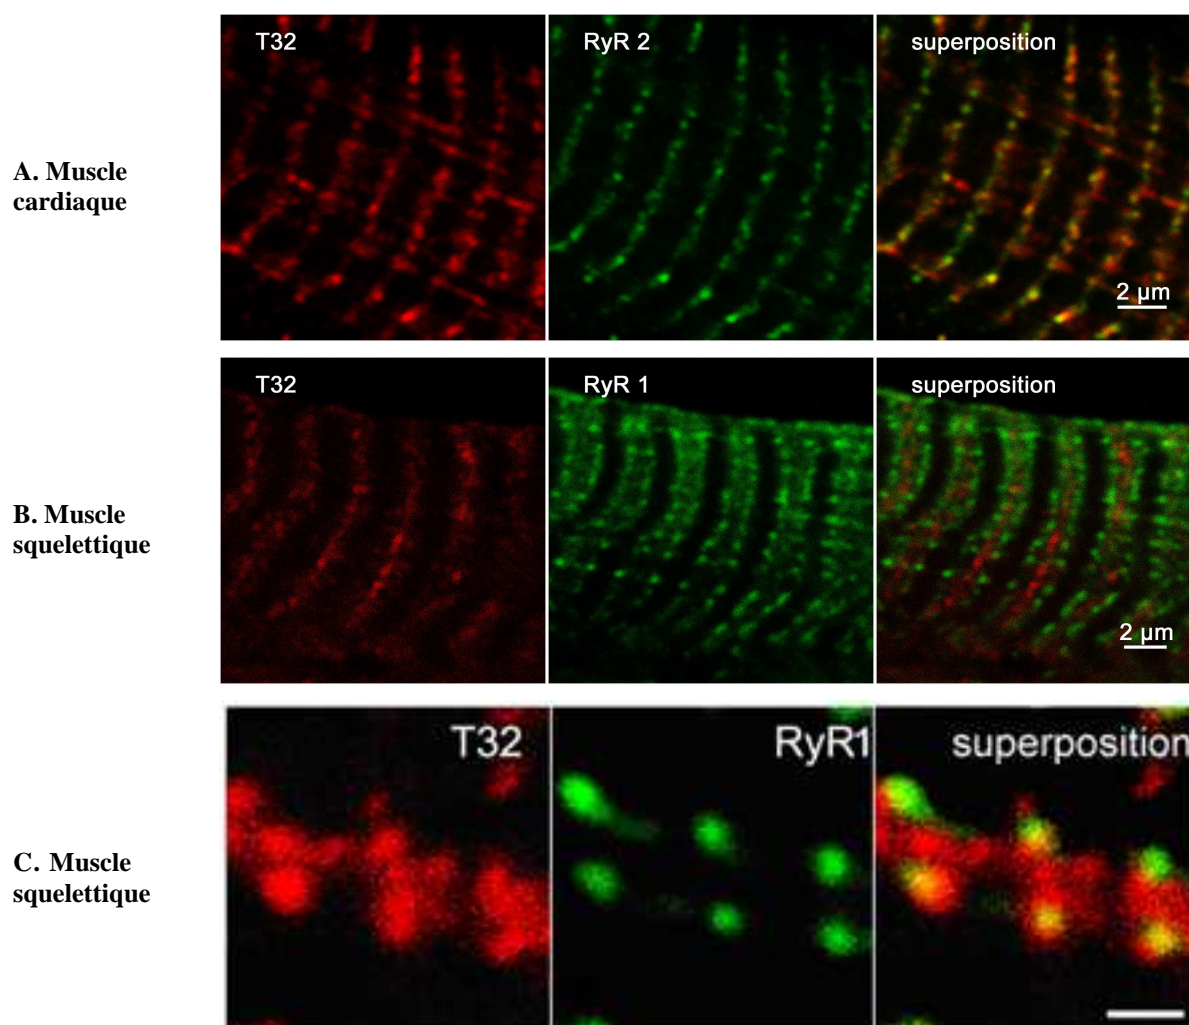 T32
RyR 2
superposition
A. Muscle
cardiaque
2 µm
T32
RyR 1
superposition
B. Muscle
squelettique
2 µm
T32
RyR1
superposition
C. Muscle
squelettique